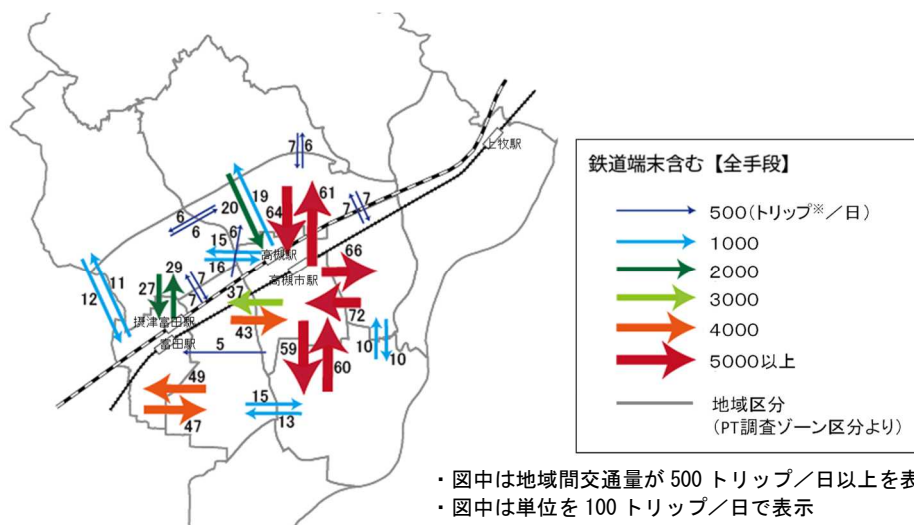 7 6
上牧駅
7 7
61
19
64
20
6
6
6
15
16
高槻駅
高槻市駅
66
72
11
12
29
27
7
7
37
43
摂津富田駅
富田駅
5
59
60
10
10
49
47
15
13
鉄道端末含む【全手段】
500(トリップ※/日)
1000
2000
3000
4000
5000以上
地域区分
(PT調査ゾーン区分より)
・図中は地域間交通量が 500 トリップ/日以上を表
・図中は単位を 100 トリップ/日で表示